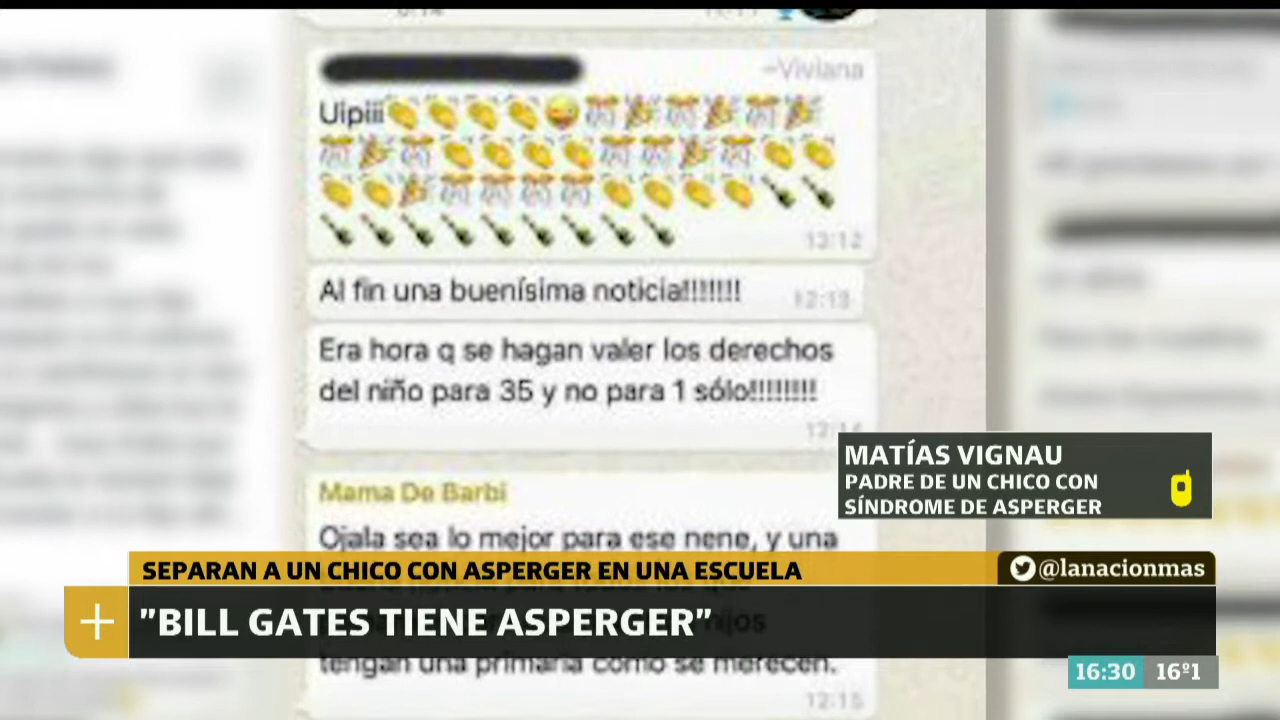 ~Viviana
Uipiii
12:12
Al fin una buenísima noticia!!!!!!!
12:13
Era hora q se hagan valer los derechos
del niño para 35 y no para 1 sólo!!!!!!!!
Mama De Barbi
Ojala sea lo mejor para ese nene, y una
hijos
tengan una primaria como se merecen.
12:15
MATÍAS VIGNAU
PADRE DE UN CHICO CON
SÍNDROME DE ASPERGER
SEPARAN A UN CHICO CON ASPERGER EN UNA ESCUELA
@lanacionmas
"BILL GATES TIENE ASPERGER"
16:30 16º1